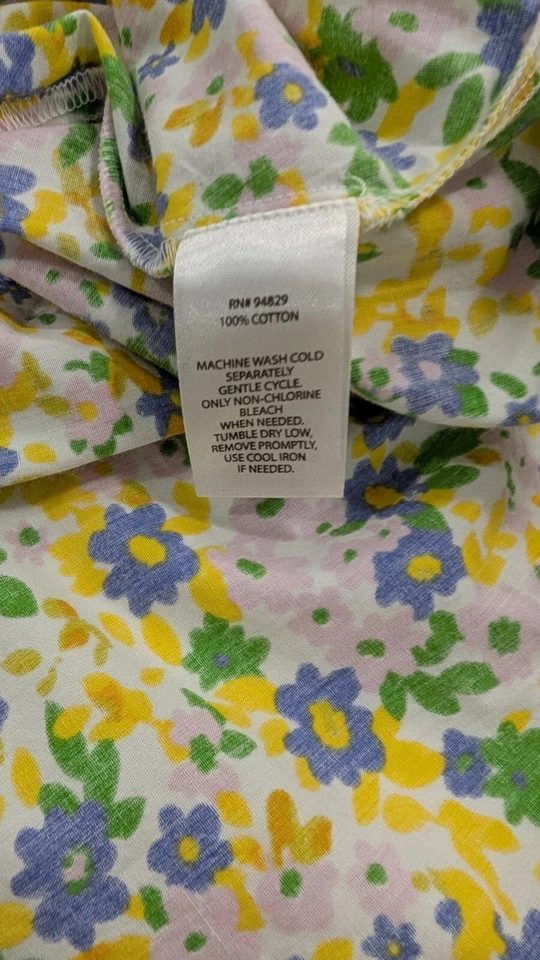 RN# 94829
100% COTTON
MACHINE WASH COLD
SEPARATELY
GENTLE CYCLE.
ONLY NON-CHLORINE
BLEACH
WHEN NEEDED.
TUMBLE DRY LOW,
REMOVE PROMPTLY,
USE COOL IRON
IF NEEDED.